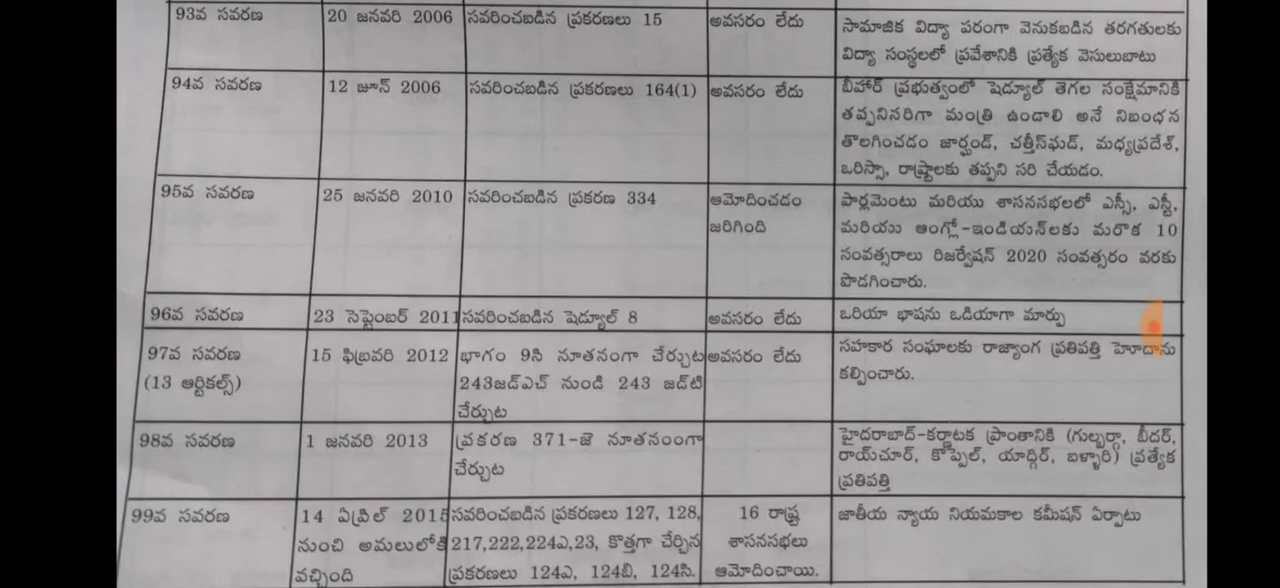 93వ సవరణ
20 జనవరి 2006
సవరించబడిన ప్రకరణలు 15
అవసరం లేదు
సామాజిక విద్యా పరంగా వెనుకబడిన తరగతులకు
విద్యా సంస్థలలో ప్రవేశానికి ప్రత్యేక వెసులుబాటు
94వ సవరణ
12 జూన్ 2006
సవరించబడిన ప్రకరణలు 164(1)
అవసరం లేదు
బీహార్ ప్రభుత్వంలో షెడ్యూల్ తెగల సంక్షేమానికి
తప్పనిసరిగా మంత్రి ఉండాలి అనే నిబంధన
తొలగించడం జార్ఖండ్, చత్తీస్‌ఘడ్, మధ్యప్రదేశ్,
ఒరిస్సా, రాష్ట్రాలకు తప్పని సరి చేయడం.
95వ సవరణ
25 జనవరి 2010
సవరించబడిన ప్రకరణ 334
ఆమోదించడం
జరిగింది
పార్లమెంటు మరియు శాసనసభలలో ఎస్సీ, ఎస్టీ,
మరియు ఆంగ్లో-ఇండియన్‌లకు మరొక 10
సంవత్సరాలు రిజర్వేషన్ 2020 సంవత్సరం వరకు
పొడగించారు.
96వ సవరణ
23 సెప్టెంబర్ 2011
సవరించబడిన షెడ్యూల్ 8
అవసరం లేదు
ఒరియా భాషను ఒడియాగా మార్పు
97వ సవరణ
(13 ఆర్టికల్స్)
15 ఫిబ్రవరి 2012
భాగం 9సి నూతనంగా చేర్చుట
243జడ్ఎచ్ నుండి 243 జడ్‌టి
చేర్చుట
అవసరం లేదు
సహకార సంఘాలకు రాజ్యాంగ ప్రతిపత్తి హెూదాను
కల్పించారు.
98వ సవరణ
1 జనవరి 2013
ప్రకరణ 371-జె నూతనంంగా
చేర్చుట
హైదరాబాద్-కర్ణాటక ప్రాంతానికి (గుల్బర్గా, బీదర్,
రాయ్‌చూర్, కొప్పెల్, యాద్గిర్, బళ్ళారి) ప్రత్యేక
ప్రతిపత్తి
99వ సవరణ
14 ఏప్రిల్ 2015
నుంచి అమలులోకి
వచ్చింది
సవరించబడిన ప్రకరణలు 127, 128,
217,222,224ఎ,23, కొత్తగా చేర్చిన
ప్రకరణలు 124ఎ, 124బి, 124సి.
16 రాష్ట్ర
శాసనసభలు
ఆమోదించాయి.
జాతీయ న్యాయ నియమకాల కమీషన్ ఏర్పాటు